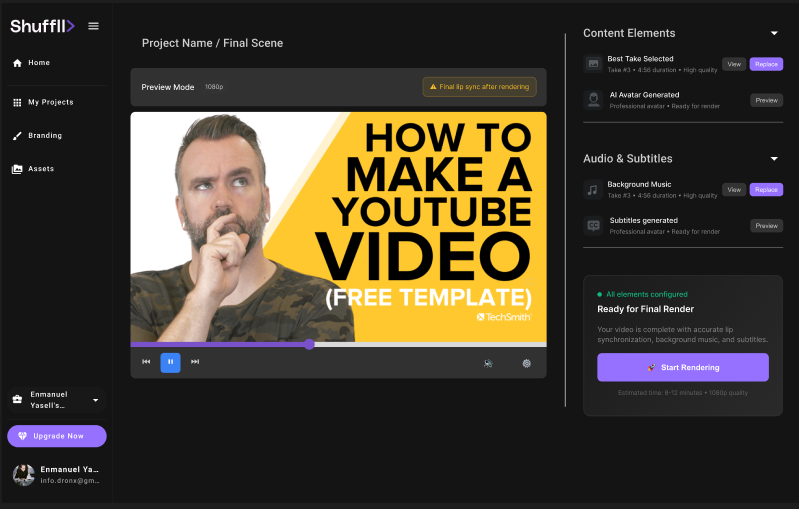 Shuffll
Home
My Projects
Branding
Assets
Enmanuel
Yasell's...
Upgrade Now
Enmanuel Ya...
info.dronx@gm...
Project Name / Final Scene
Preview Mode 1080p
Final lip sync after rendering
HOW TO
MAKE A
YOUTUBE
VIDEO
(FREE TEMPLATE)
TechSmith
Content Elements
Best Take Selected
Take #3 • 4:56 duration • High quality
View
Replace
AI Avatar Generated
Professional avatar • Ready for render
Preview
Audio & Subtitles
Background Music
Take #3 • 4:56 duration • High quality
View
Replace
CC
Subtitles generated
Professional avatar • Ready for render
Preview
All elements configured
Ready for Final Render
Your video is complete with accurate lip
synchronization, background music, and subtitles.
Start Rendering
Estimated time: 8-12 minutes • 1080p quality